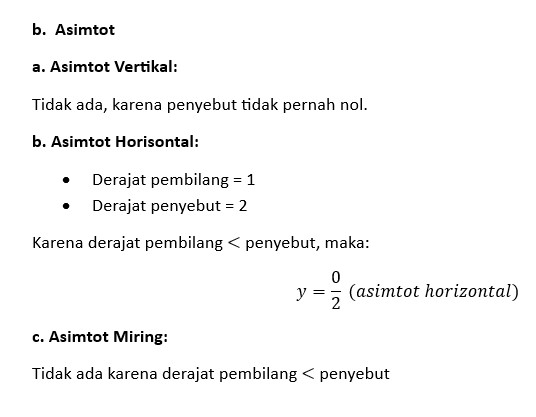 b. Asimtot
a. Asimtot Vertikal:
Tidak ada, karena penyebut tidak pernah nol.
b. Asimtot Horisontal:
• Derajat pembilang = 1
• Derajat penyebut = 2
Karena derajat pembilang < penyebut, maka:
y = 0/2 (asimtot horizontal)
c. Asimtot Miring:
Tidak ada karena derajat pembilang < penyebut